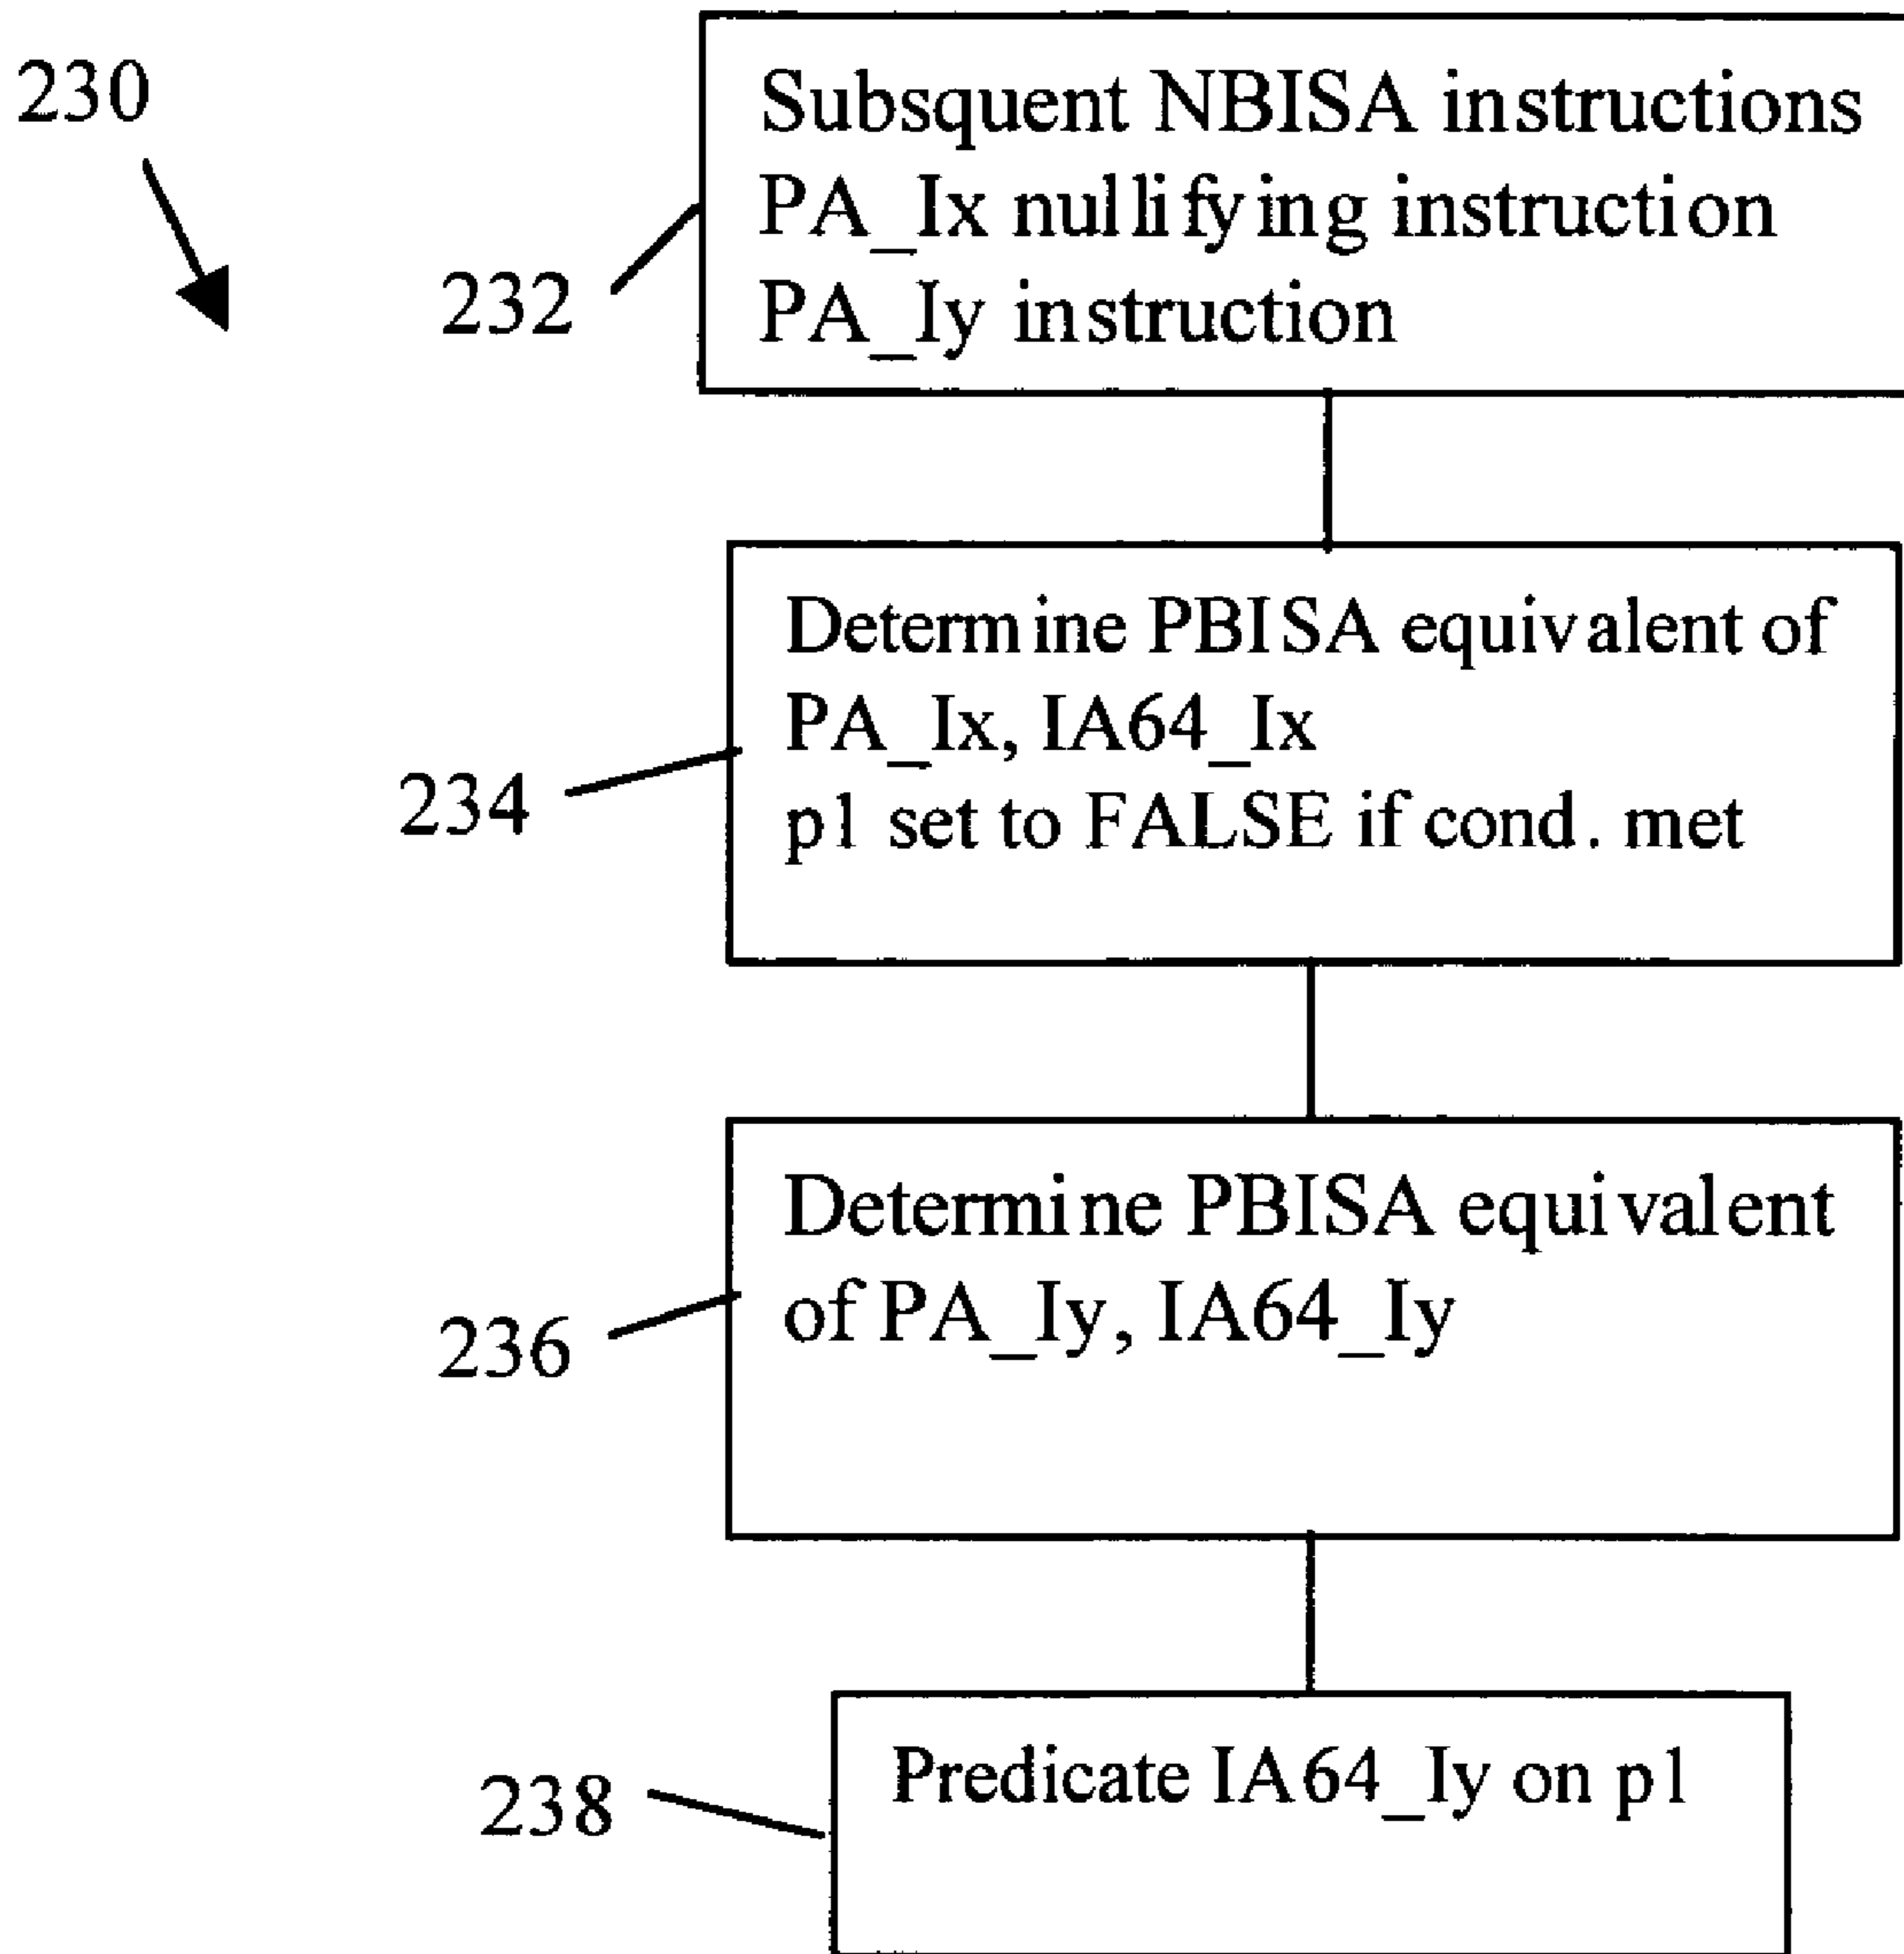 230
Subsquent NBISA instructions
PA_Ix nullifying instruction
PA_Iy instruction
232
Determine PBISA equivalent of
PA_Ix, IA64_Ix
p1 set to FALSE if cond. met
234
Determine PBISA equivalent
of PA_Iy, IA64_Iy
236
Predicate IA64_Iy on p1
238